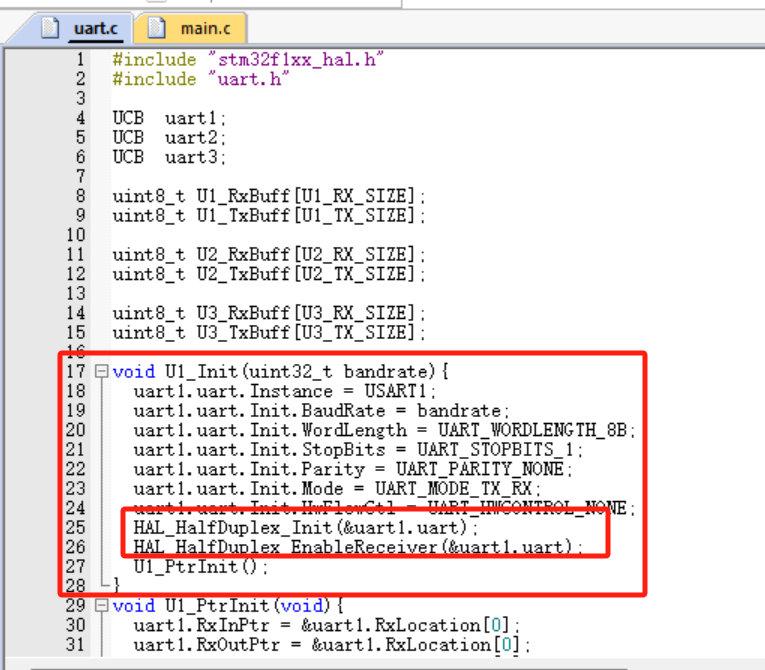 uart.c main.c
1 #include "stm32f1xx_hal.h"
2 #include "uart.h"
3
4 UCB uart1;
5 UCB uart2;
6 UCB uart3;
7
8 uint8_t U1_RxBuff[U1_RX_SIZE];
9 uint8_t U1_TxBuff[U1_TX_SIZE];
10
11 uint8_t U2_RxBuff[U2_RX_SIZE];
12 uint8_t U2_TxBuff[U2_TX_SIZE];
13
14 uint8_t U3_RxBuff[U3_RX_SIZE];
15 uint8_t U3_TxBuff[U3_TX_SIZE];
16
17 void U1_Init(uint32_t bandrate){
18 uart1.uart.Instance = USART1;
19 uart1.uart.Init.BaudRate = bandrate;
20 uart1.uart.Init.WordLength = UART_WORDLENGTH_8B;
21 uart1.uart.Init.StopBits = UART_STOPBITS_1;
22 uart1.uart.Init.Parity = UART_PARITY_NONE;
23 uart1.uart.Init.Mode = UART_MODE_TX_RX;
24 uart1.uart.Init.HwFlowCtl = UART_HWCONTROL_NONE;
25 HAL_HalfDuplex_Init(&uart1.uart);
26 HAL_HalfDuplex_EnableReceiver(&uart1.uart);
27 U1_PtrInit();
28 }
29 void U1_PtrInit(void){
30 uart1.RxInPtr = &uart1.RxLocation[0];
31 uart1.RxOutPtr = &uart1.RxLocation[0];